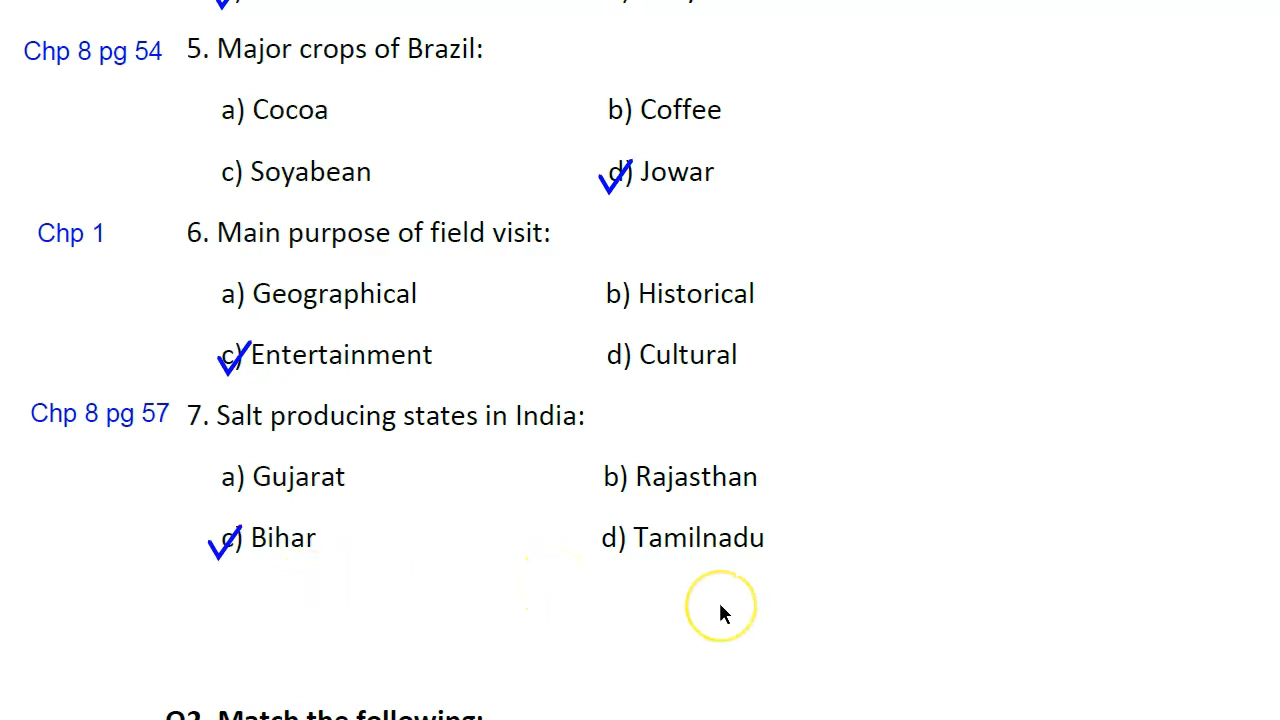 Chp 8 pg 54 5. Major crops of Brazil:
a) Cocoa b) Coffee
c) Soyabean d) Jowar
Chp 1 6. Main purpose of field visit:
a) Geographical b) Historical
c) Entertainment d) Cultural
Chp 8 pg 57 7. Salt producing states in India:
a) Gujarat b) Rajasthan
c) Bihar d) Tamilnadu
Q2. Match the following: